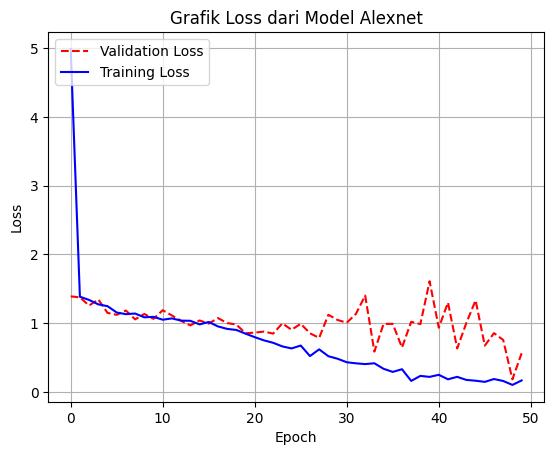 Grafik Loss dari Model Alexnet
Validation Loss
Training Loss
5
4
3
2
1
0
Loss
0 10 20 30 40 50
Epoch